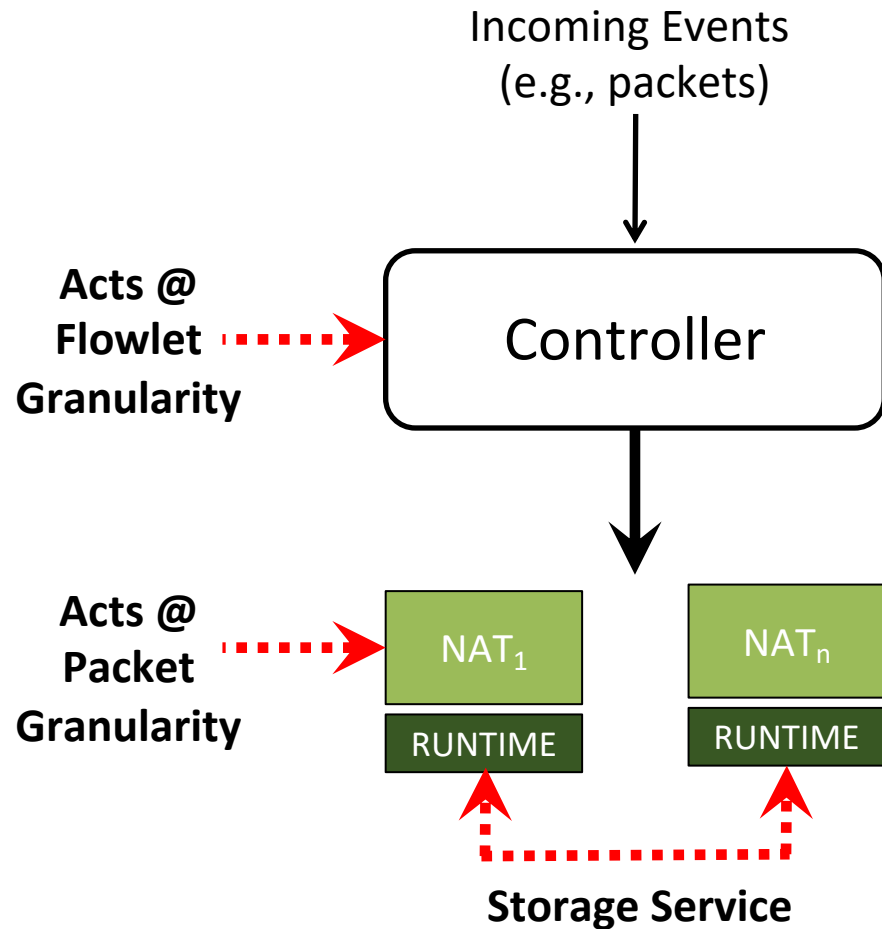 Incoming Events
(e.g., packets)
Acts @
Flowlet
Granularity
Controller
Acts @
Packet
Granularity
NAT₁
NATₙ
RUNTIME
RUNTIME
Storage Service